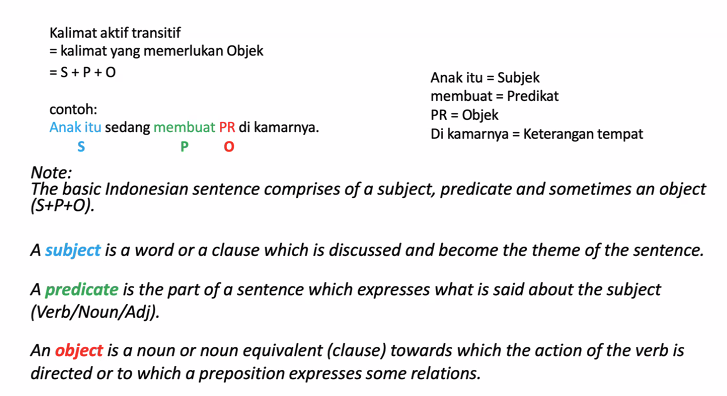 Kalimat aktif transitif
= kalimat yang memerlukan Objek
= S + P + O
contoh:
Anak itu sedang membuat PR di kamarnya.
S P O
Anak itu = Subjek
membuat = Predikat
PR = Objek
Di kamarnya = Keterangan tempat
Note:
The basic Indonesian sentence comprises of a subject, predicate and sometimes an object
(S+P+O).
A subject is a word or a clause which is discussed and become the theme of the sentence.
A predicate is the part of a sentence which expresses what is said about the subject
(Verb/Noun/Adj).
An object is a noun or noun equivalent (clause) towards which the action of the verb is
directed or to which a preposition expresses some relations.